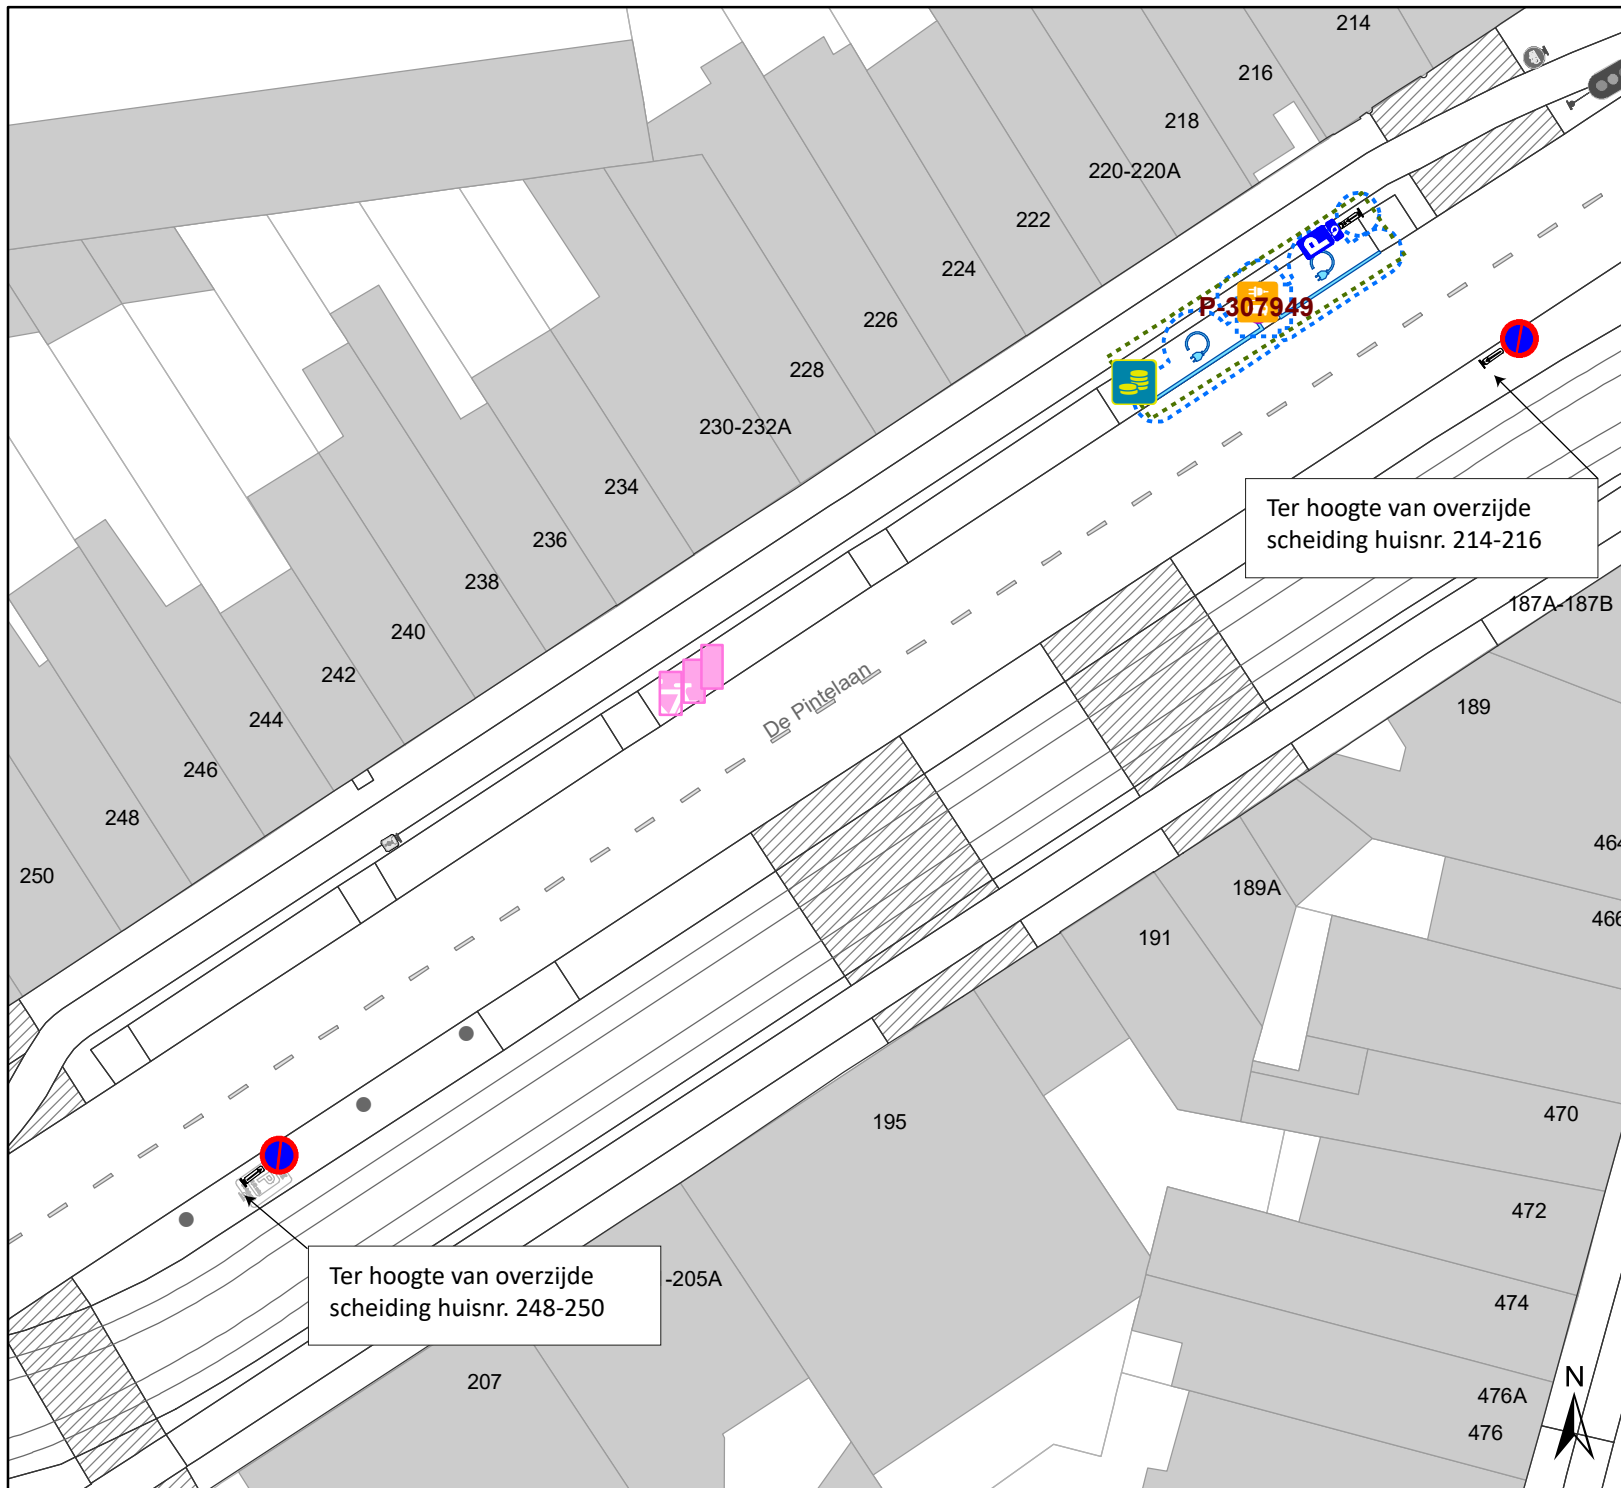 214
216
218
220-220A
222
224
226
228
230-232A
234
236
238
240
242
244
246
248
250
P-307949
Ter hoogte van overzijde
scheiding huisnr. 214-216
187A-187B
De Pintelaan
189
464
189A
466
191
195
470
472
Ter hoogte van overzijde
scheiding huisnr. 248-250
-205A
474
207
476A
476
N